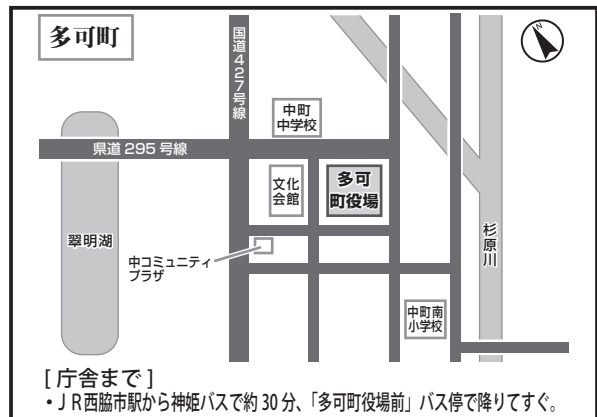 多可町
N
国道427号線
中町
中学校
県道295号線
文化
会館
多可
町役場
杉原川
翠明湖
中コミュニティ
プラザ
中町南
小学校
[庁舎まで]
・JR西脇市駅から神姫バスで約30分、「多可町役場前」バス停で降りてすぐ。